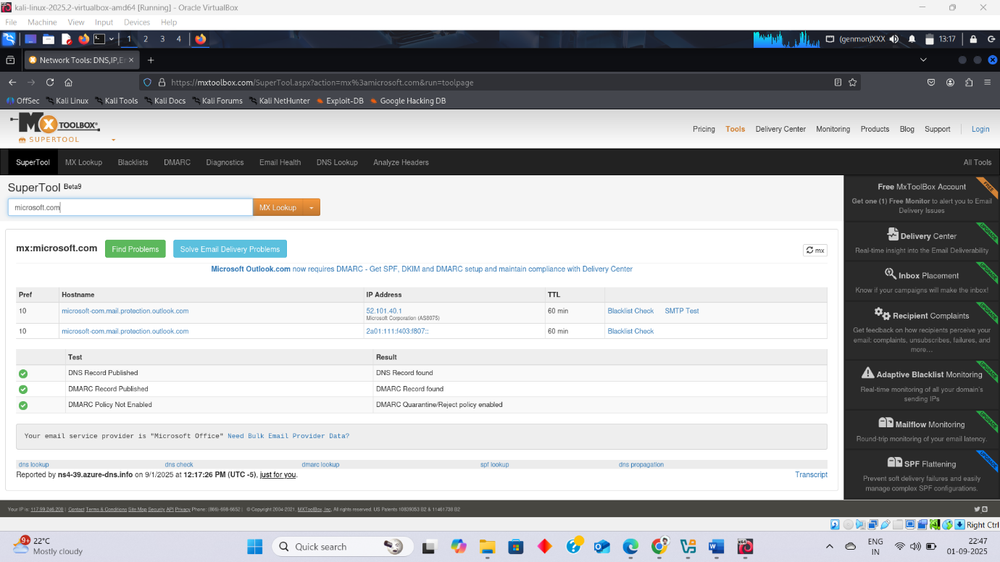 kali-linux-2025.2-virtualbox-amd64 [Running] - Oracle VirtualBox
File Machine View Input Devices Help
1 2 3 4 (genmon)XXX 13:17
Network Tools: DNS,IP,E
https://mxtoolbox.com/SuperTool.aspx?action=mx%3amicrosoft.com&run=toolpage
OffSec Kali Linux Kali Tools Kali Docs Kali Forums Kali NetHunter Exploit-DB Google Hacking DB
MX TOOLBOX®
SUPERTOOL
Pricing Tools Delivery Center Monitoring Products Blog Support Login
SuperTool MX Lookup Blacklists DMARC Diagnostics Email Health DNS Lookup Analyze Headers All Tools
SuperTool Beta9
microsoft.com MX Lookup
mx:microsoft.com Find Problems Solve Email Delivery Problems mx
Microsoft Outlook.com now requires DMARC - Get SPF, DKIM and DMARC setup and maintain compliance with Delivery Center
Pref Hostname IP Address TTL
10 microsoft-com.mail.protection.outlook.com 52.101.40.1 60 min Blacklist Check SMTP Test
Microsoft Corporation (AS8075)
10 microsoft-com.mail.protection.outlook.com 2a01:111:f403:f807:: 60 min Blacklist Check
Test Result
DNS Record Published DNS Record found
DMARC Record Published DMARC Record found
DMARC Policy Not Enabled DMARC Quarantine/Reject policy enabled
Your email service provider is "Microsoft Office" Need Bulk Email Provider Data?
dns lookup dns check dmarc lookup spf lookup dns propagation
Reported by ns4-39.azure-dns.info on 9/1/2025 at 12:17:26 PM (UTC -5), just for you. Transcript
Free MxToolBox Account
FREE
Get one (1) Free Monitor to alert you to Email
Delivery Issues
Delivery Center
UPGRADE
Real-time insight into the Email Deliverability
Inbox Placement
UPGRADE
Know if your campaigns will make the inbox!
Recipient Complaints
UPGRADE
Get feedback on how recipients perceive your
email: complaints, unsubscribes, failures, and
more...
Adaptive Blacklist Monitoring
UPGRADE
Real-time monitoring of all your domain's
sending IPs
Mailflow Monitoring
UPGRADE
Round-trip monitoring of your email latency.
SPF Flattening
UPGRADE
Prevent soft delivery failures and easily
manage complex SPF configurations.
Your IP is: 117.99.246.200 | Contact Terms & Conditions Site Map Security API Privacy Phone: (866)-698-6652 | © Copyright 2004-2021, MXToolBox, Inc, All rights reserved. US Patents 10839353 B2 & 11461738 B2
Right Ctrl
9+ 22°C
Mostly cloudy
Quick search
ENG
IN
22:47
01-09-2025